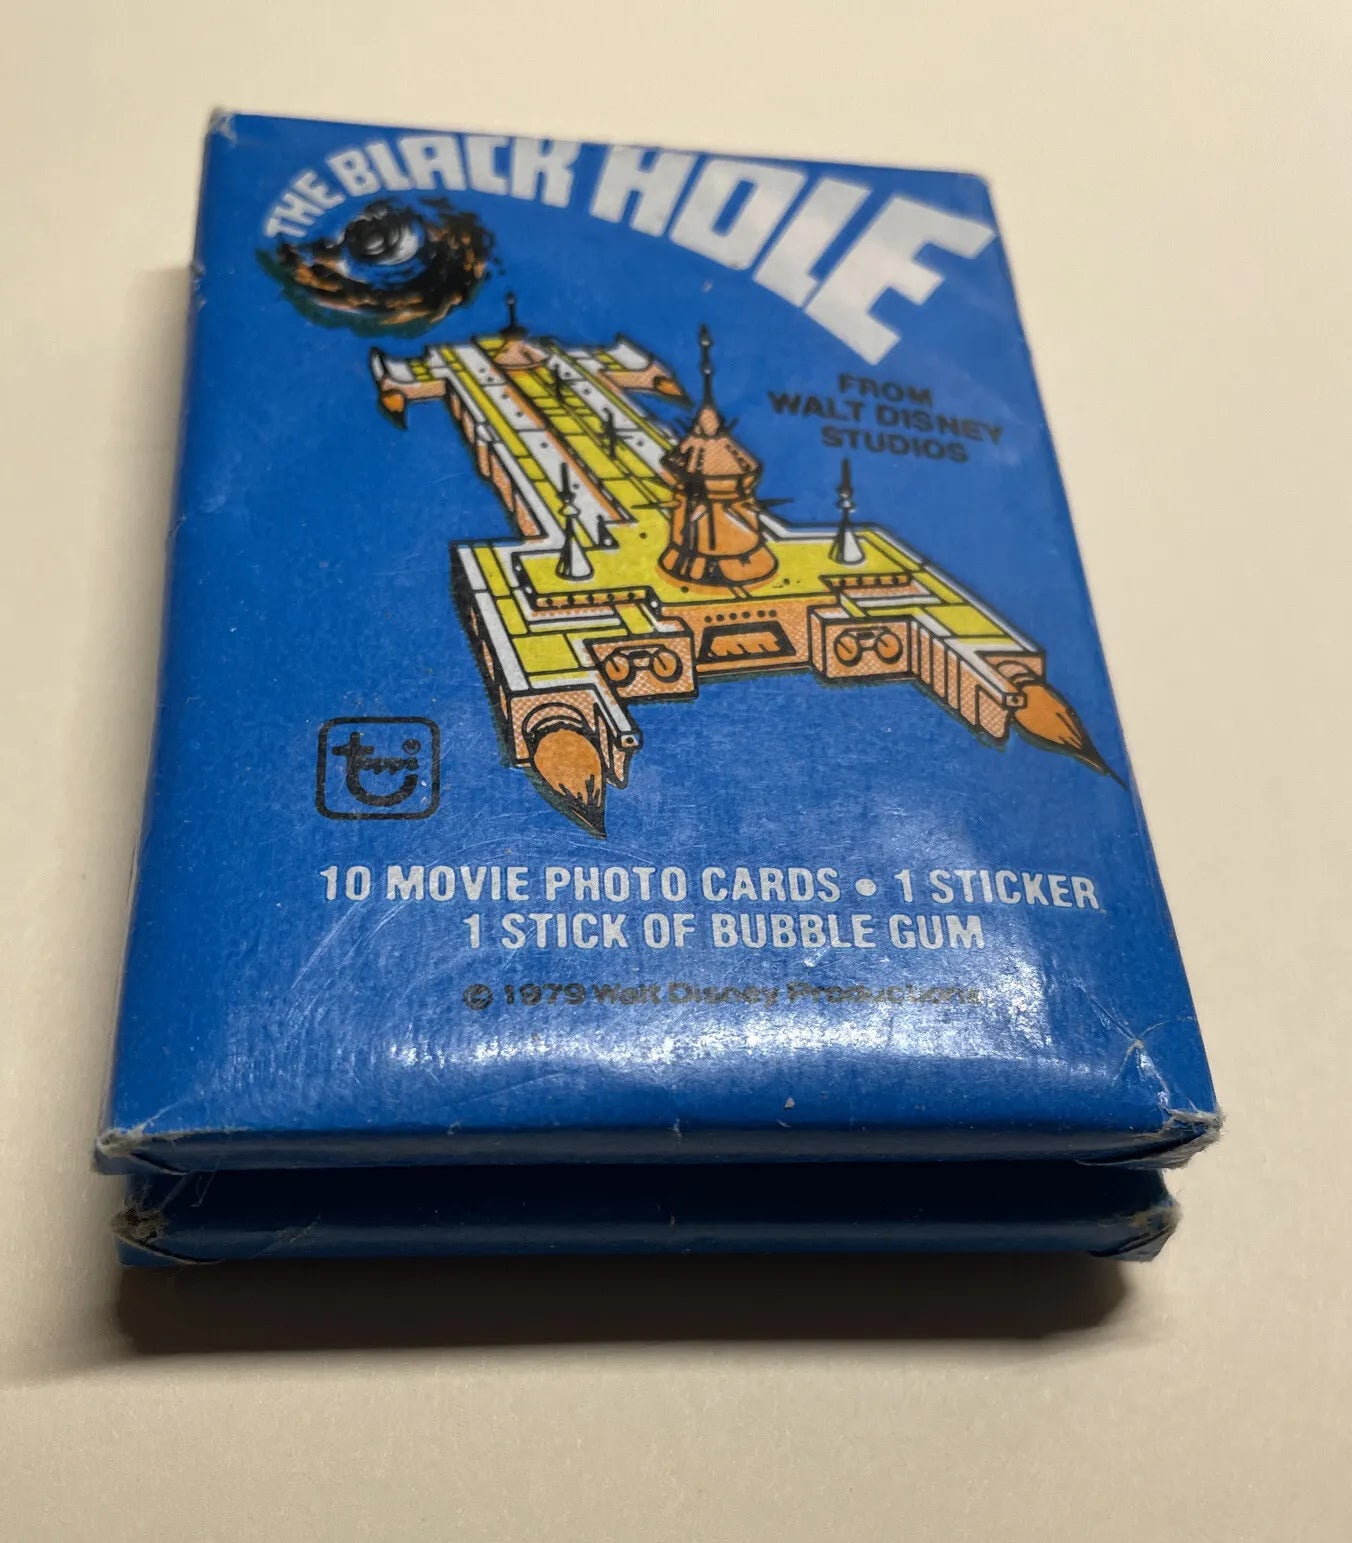 THE BLACK HOLE
FROM
WALT DISNEY
STUDIOS
topps®
10 MOVIE PHOTO CARDS • 1 STICKER
1 STICK OF BUBBLE GUM
© 1979 Walt Disney Productions